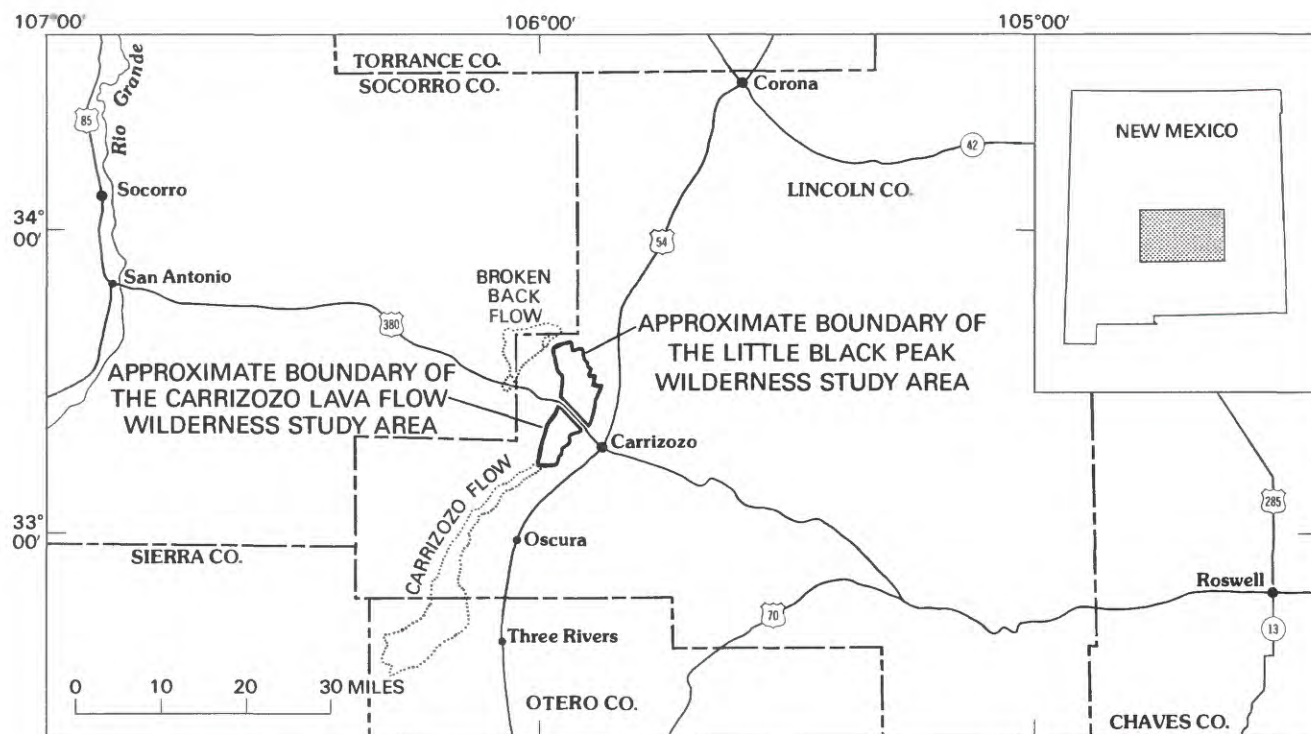 107°00'
106°00'
105°00'
TORRANCE CO.
SOCORRO CO.
Corona
Rio Grande
85
NEW MEXICO
42
Socorro
LINCOLN CO.
34°
00'
54
San Antonio
BROKEN
BACK
FLOW
380
APPROXIMATE BOUNDARY OF
THE LITTLE BLACK PEAK
WILDERNESS STUDY AREA
APPROXIMATE BOUNDARY OF
THE CARRIZOZO LAVA FLOW
WILDERNESS STUDY AREA
Carrizozo
CARRIZOZO FLOW
285
33°
00'
Oscura
SIERRA CO.
Roswell
70
13
Three Rivers
0 10 20 30 MILES
OTERO CO.
CHAVES CO.